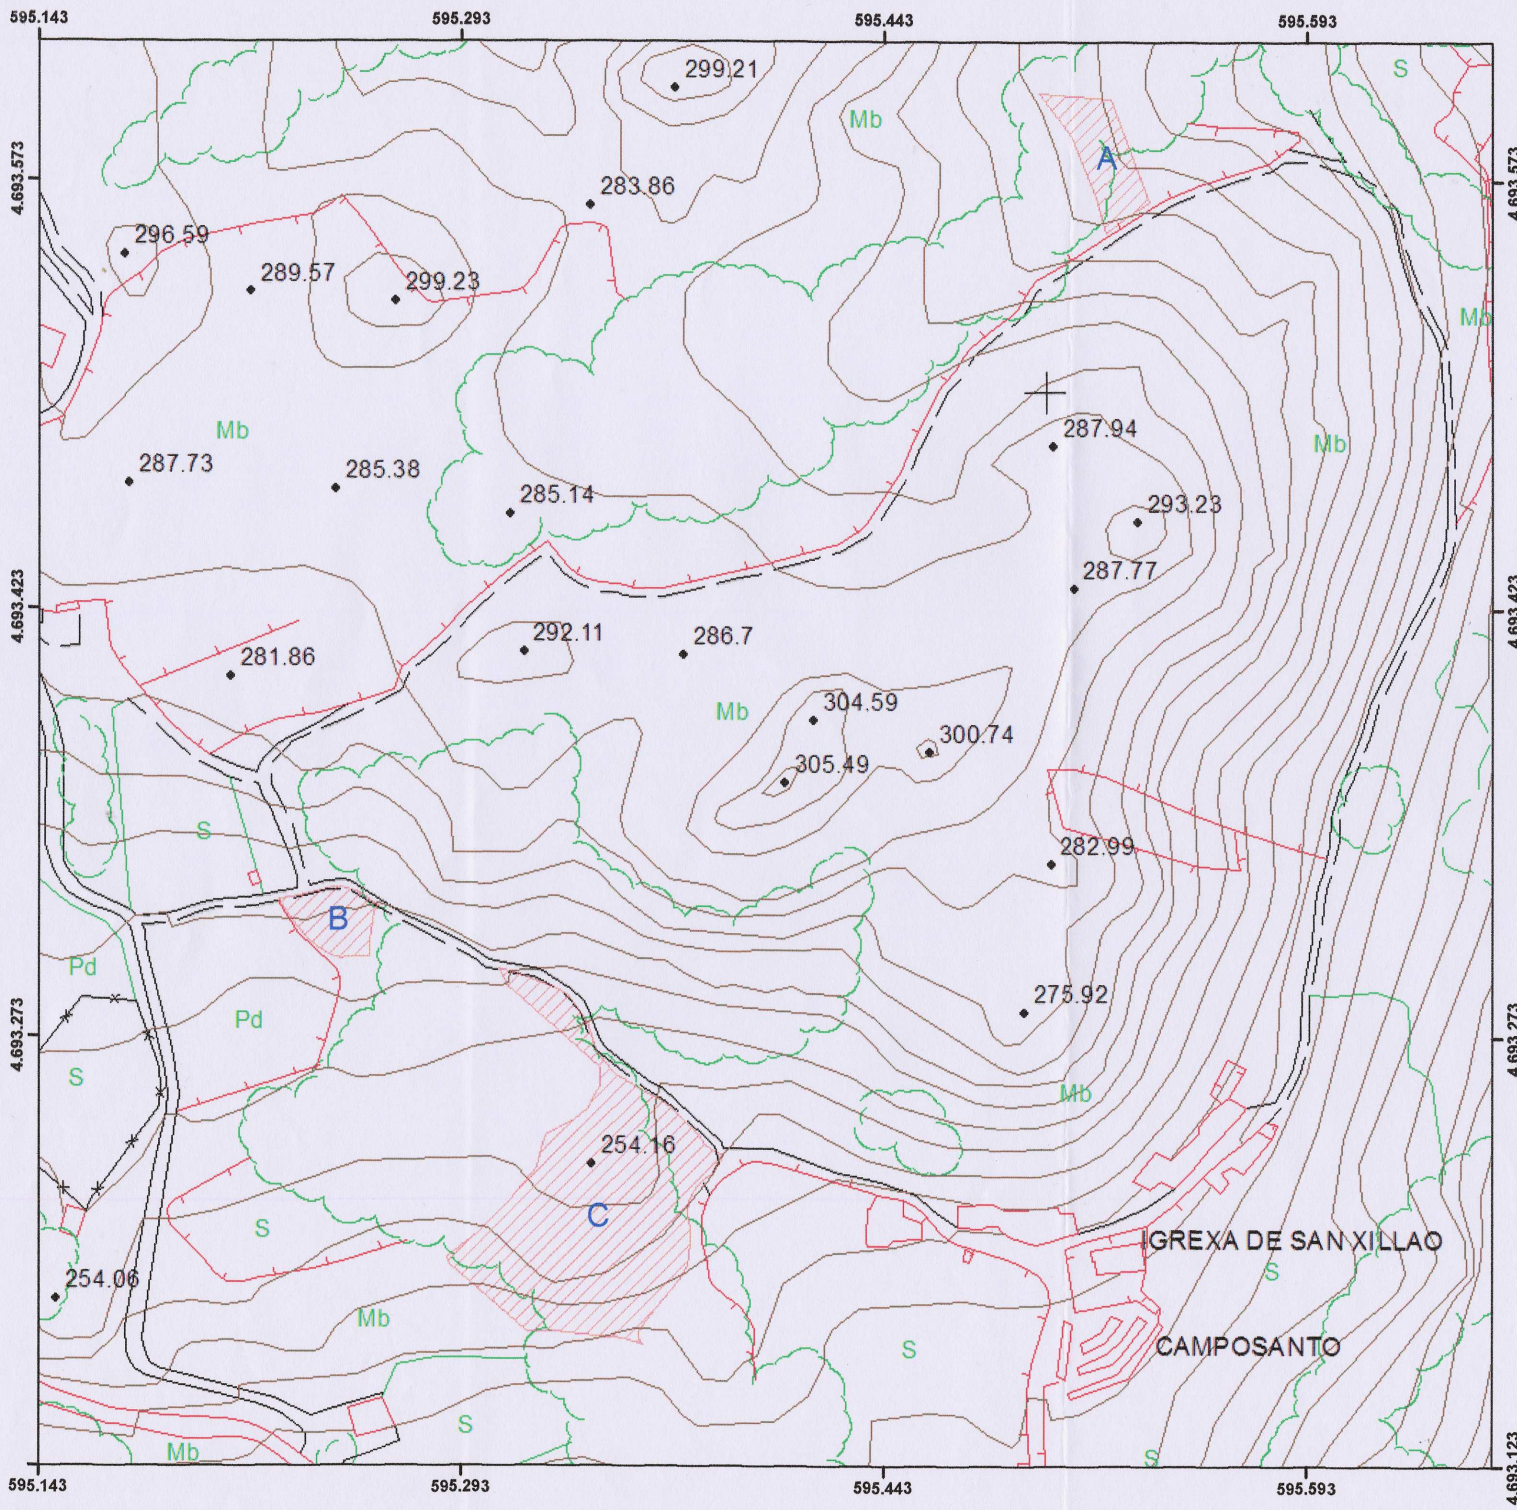 595.143
595.293
595.443
595.593
299.21
S
Mb
A
4.693.573
4.693.573
283.86
296.59
289.57
299.23
Mb
Mb
287.94
Mb
287.73
285.38
285.14
293.23
287.77
4.693.423
4.693.423
292.11
286.7
281.86
Mb
304.59
300.74
305.49
S
282.99
B
Pd
275.92
Pd
4.693.273
4.693.273
S
Mb
254.16
C
S
IGREXA DE SAN XILLAO
S
254.06
Mb
S
CAMPOSANTO
S
Mb
S
4.693.123
595.143
595.293
595.443
595.593